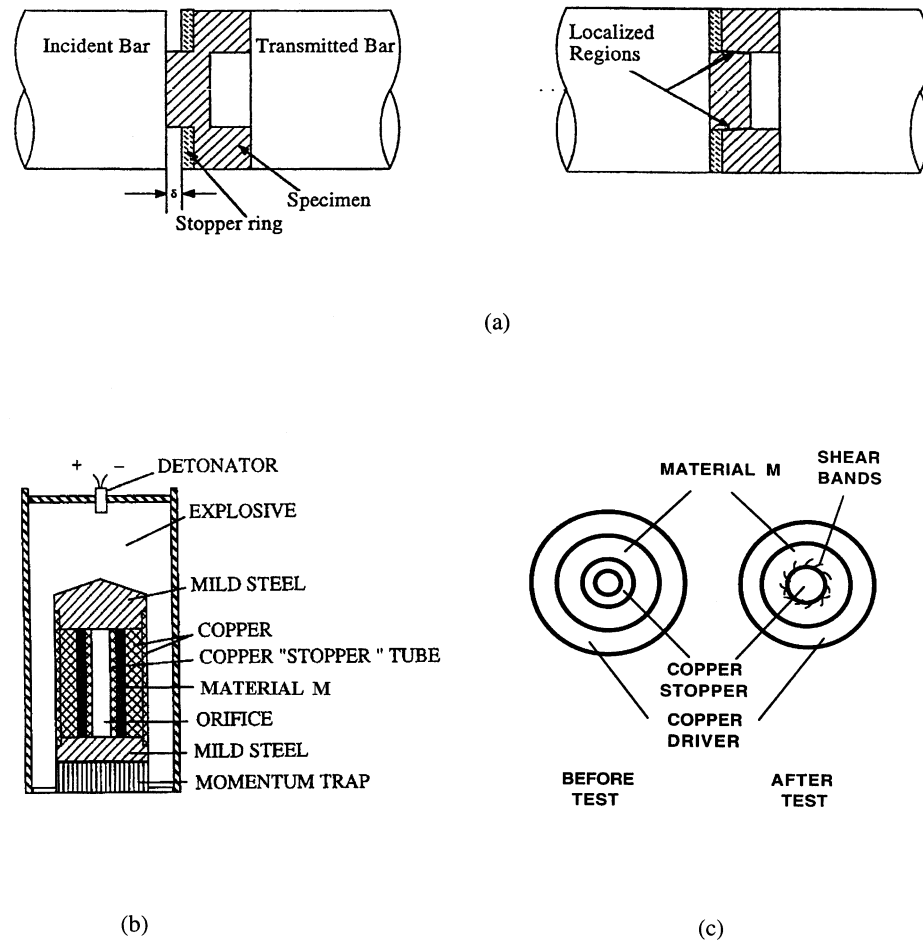 Incident Bar
Transmitted Bar
δ
Specimen
Stopper ring
Localized
Regions
(a)
+ −
DETONATOR
EXPLOSIVE
MILD STEEL
COPPER
COPPER "STOPPER " TUBE
MATERIAL M
ORIFICE
MILD STEEL
MOMENTUM TRAP
(b)
MATERIAL M
SHEAR
BANDS
COPPER
STOPPER
COPPER
DRIVER
BEFORE
TEST
AFTER
TEST
(c)